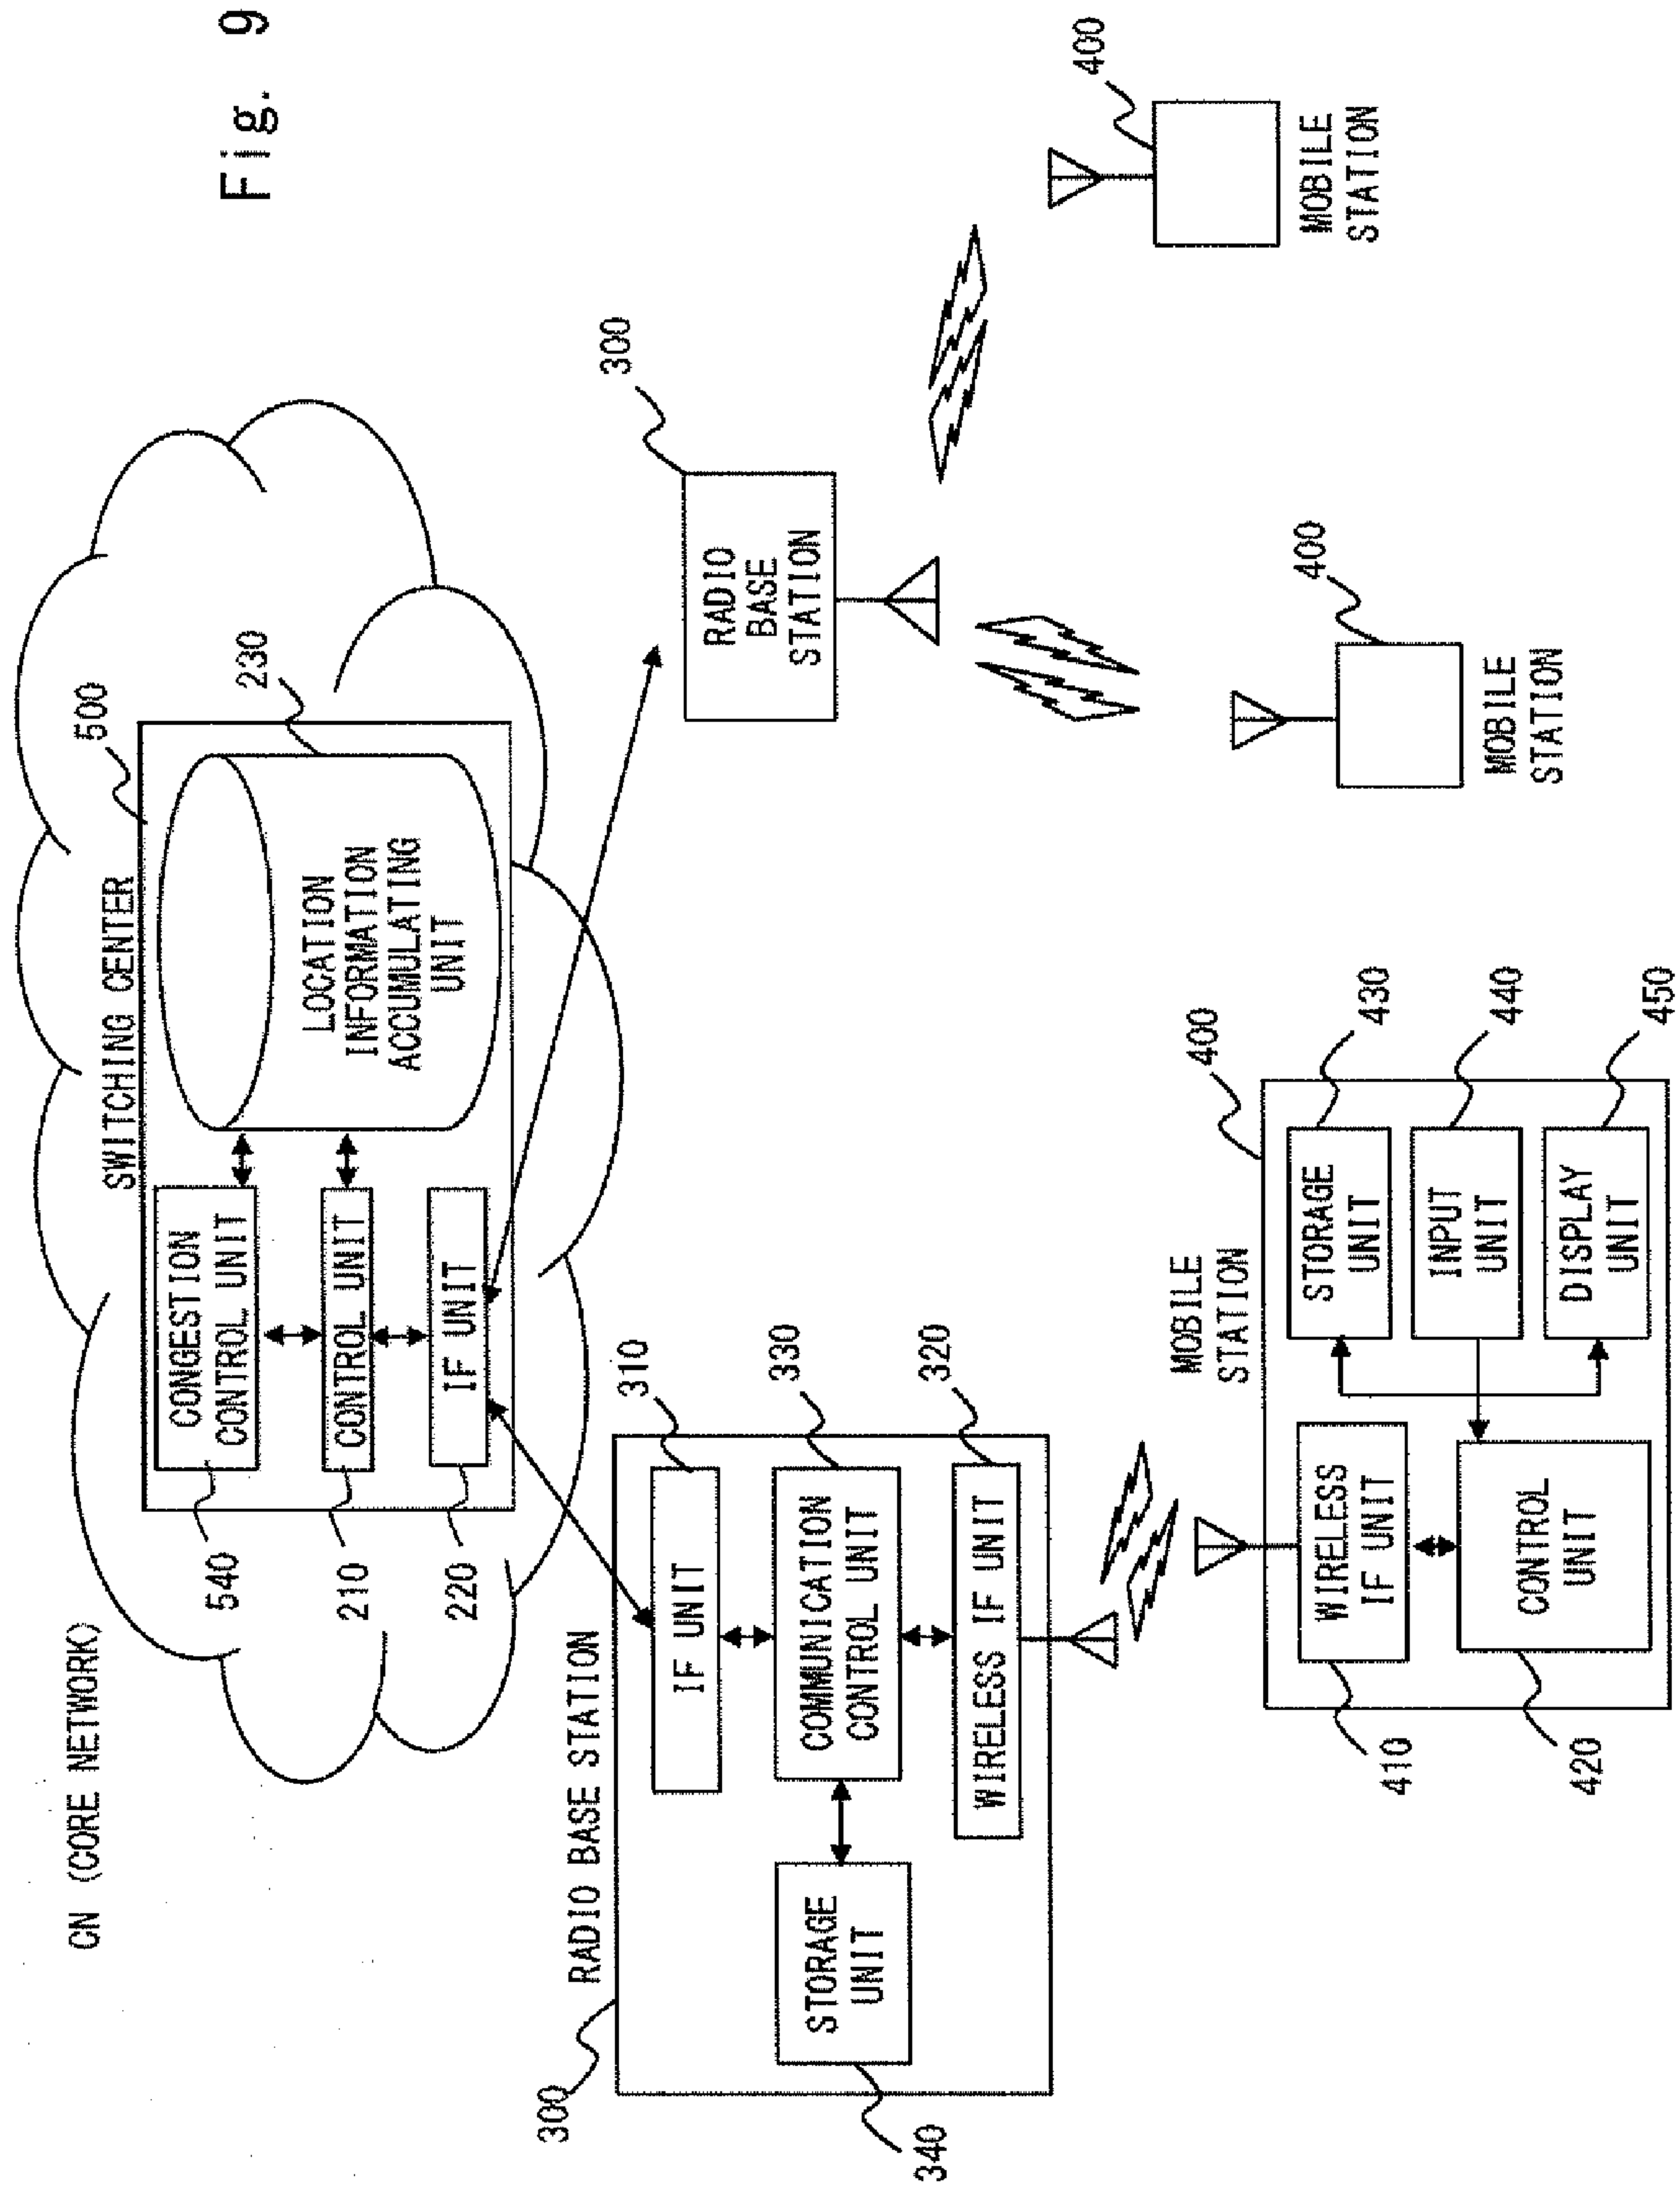 Fig. 9
CN (CORE NETWORK)
SWITCHING CENTER
500
CONGESTION
CONTROL UNIT
540
CONTROL UNIT
210
IF UNIT
220
LOCATION
INFORMATION
ACCUMULATING
UNIT
230
RADIO BASE STATION
300
IF UNIT
310
COMMUNICATION
CONTROL UNIT
330
STORAGE
UNIT
340
WIRELESS IF UNIT
320
RADIO
BASE
STATION
300
MOBILE
STATION
400
WIRELESS
IF UNIT
410
CONTROL
UNIT
420
STORAGE
UNIT
430
INPUT
UNIT
440
DISPLAY
UNIT
450
400
MOBILE
STATION
400
MOBILE
STATION